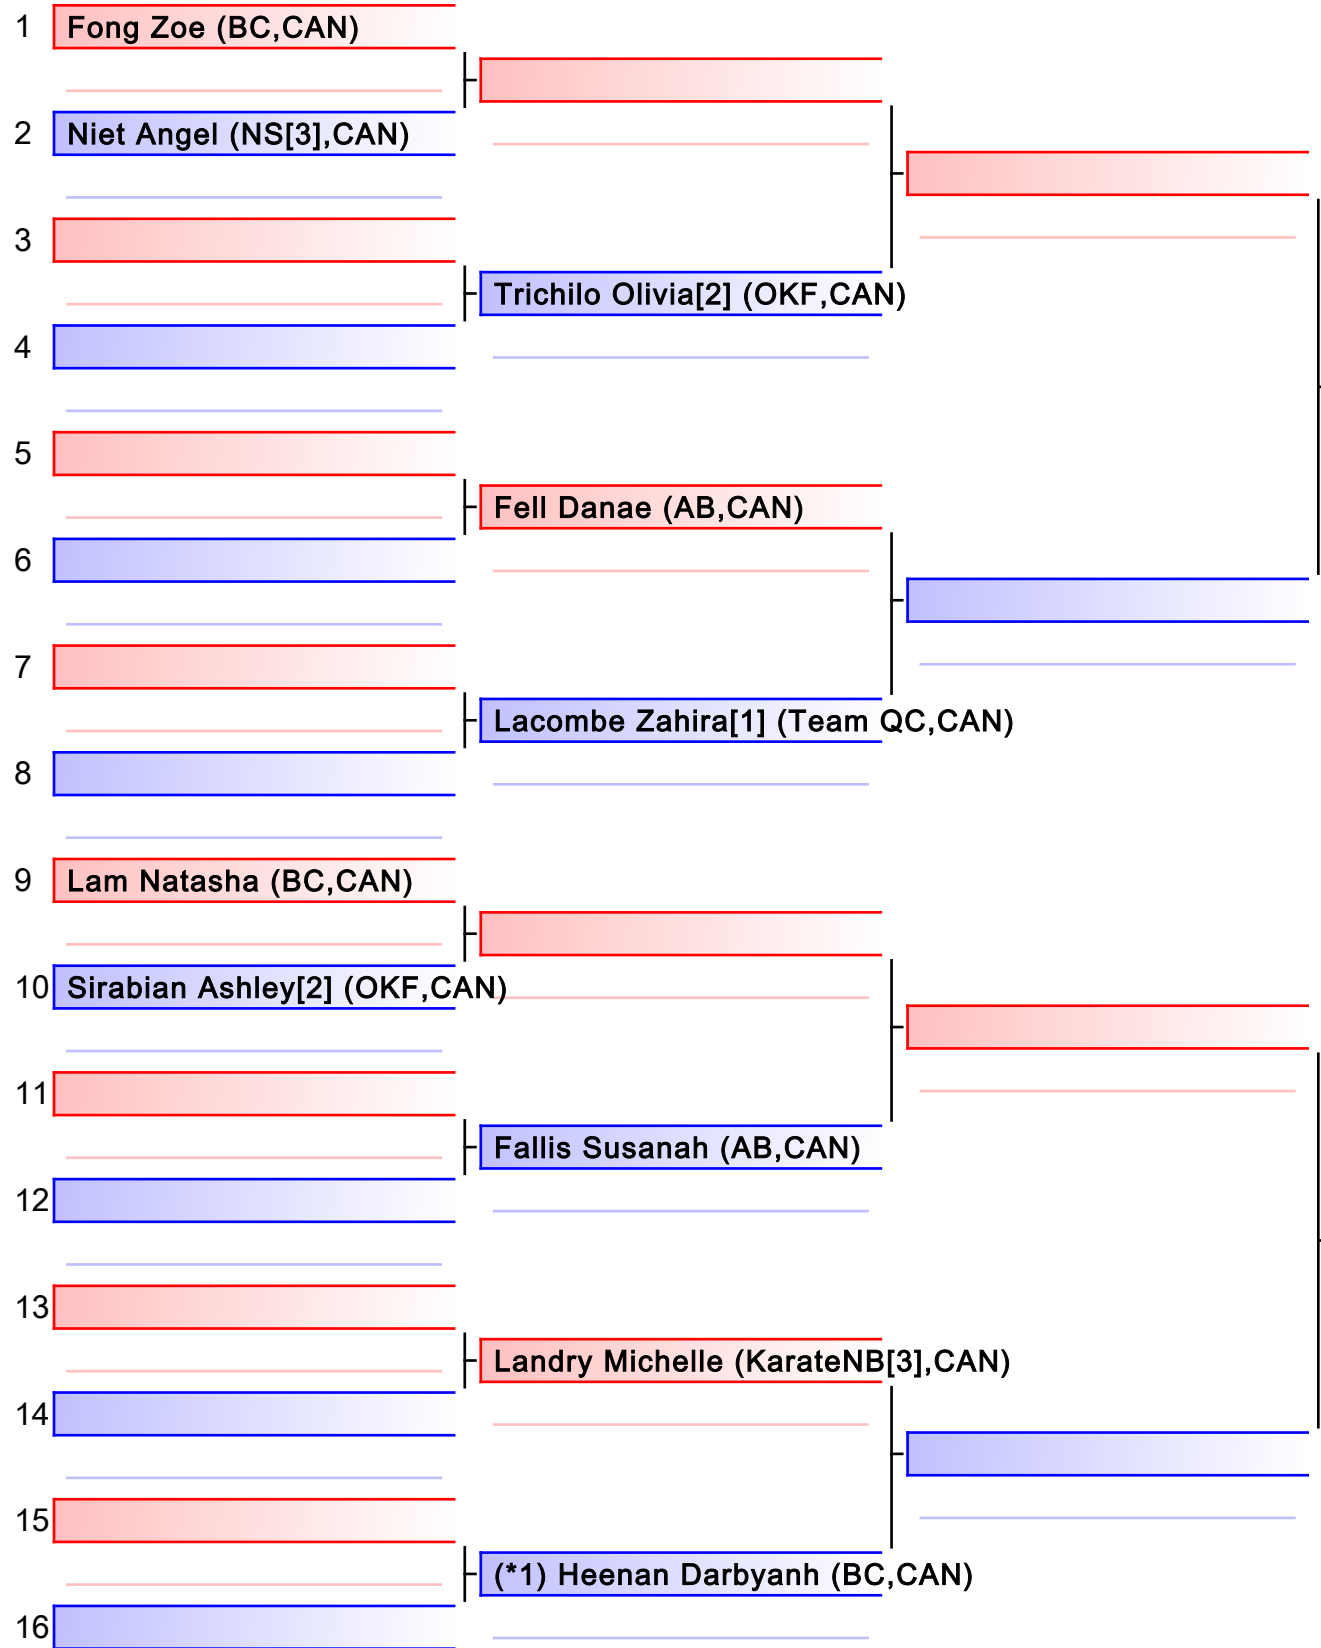 1 Fong Zoe (BC,CAN)
2 Niet Angel (NS[3],CAN)
3
Trichilo Olivia[2] (OKF,CAN)
4
5
Fell Danae (AB,CAN)
6
7
Lacombe Zahira[1] (Team QC,CAN)
8
9 Lam Natasha (BC,CAN)
10 Sirabian Ashley[2] (OKF,CAN)
11
Fallis Susanah (AB,CAN)
12
13
Landry Michelle (KarateNB[3],CAN)
14
15
(*1) Heenan Darbyanh (BC,CAN)
16